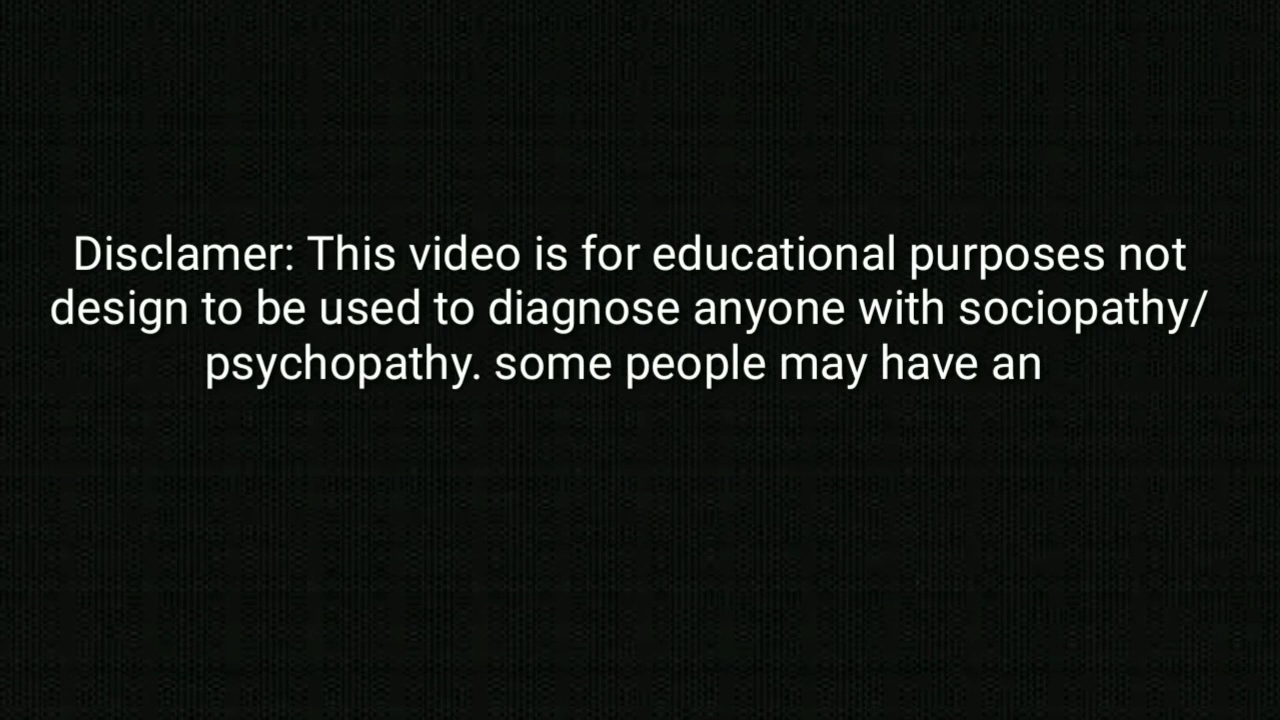 Disclamer: This video is for educational purposes not
design to be used to diagnose anyone with sociopathy/
psychopathy. some people may have an